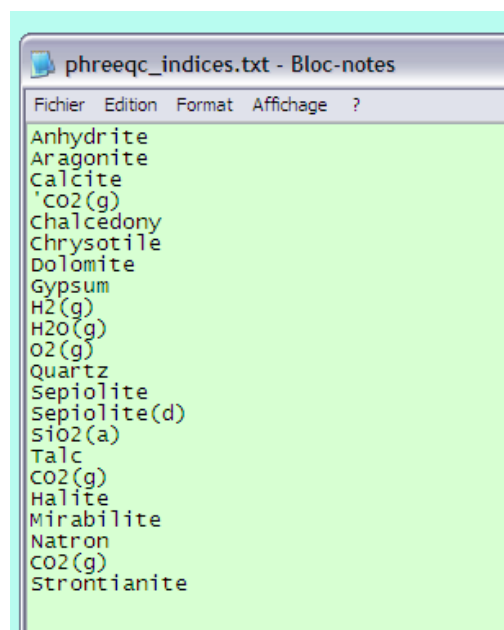 phreeqc_indices.txt - Bloc-notes
Fichier Edition Format Affichage ?
Anhydrite
Aragonite
Calcite
'CO2(g)
Chalcedony
Chrysotile
Dolomite
Gypsum
H2(g)
H2O(g)
O2(g)
Quartz
Sepiolite
Sepiolite(d)
SiO2(a)
Talc
CO2(g)
Halite
Mirabilite
Natron
CO2(g)
Strontianite